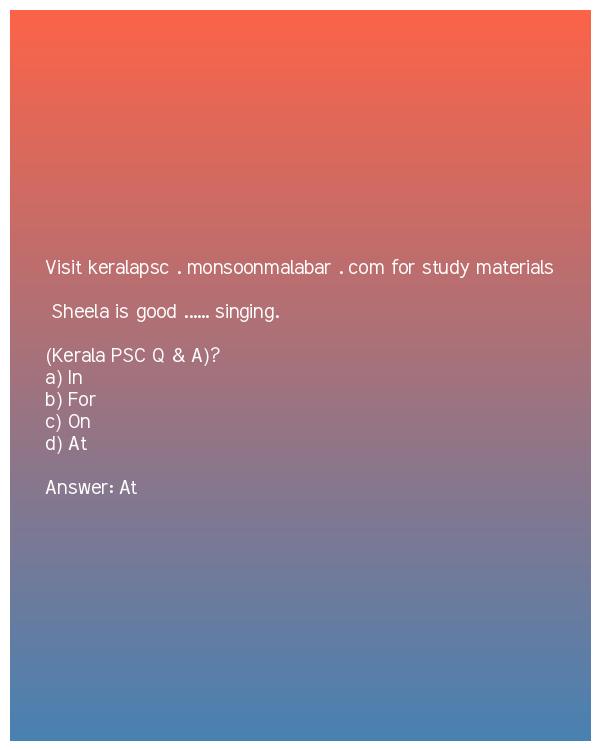 Visit keralapsc . monsoonmalabar . com for study materials
Sheela is good ...... singing.
(Kerala PSC Q & A)?
a) In
b) For
c) On
d) At
Answer: At